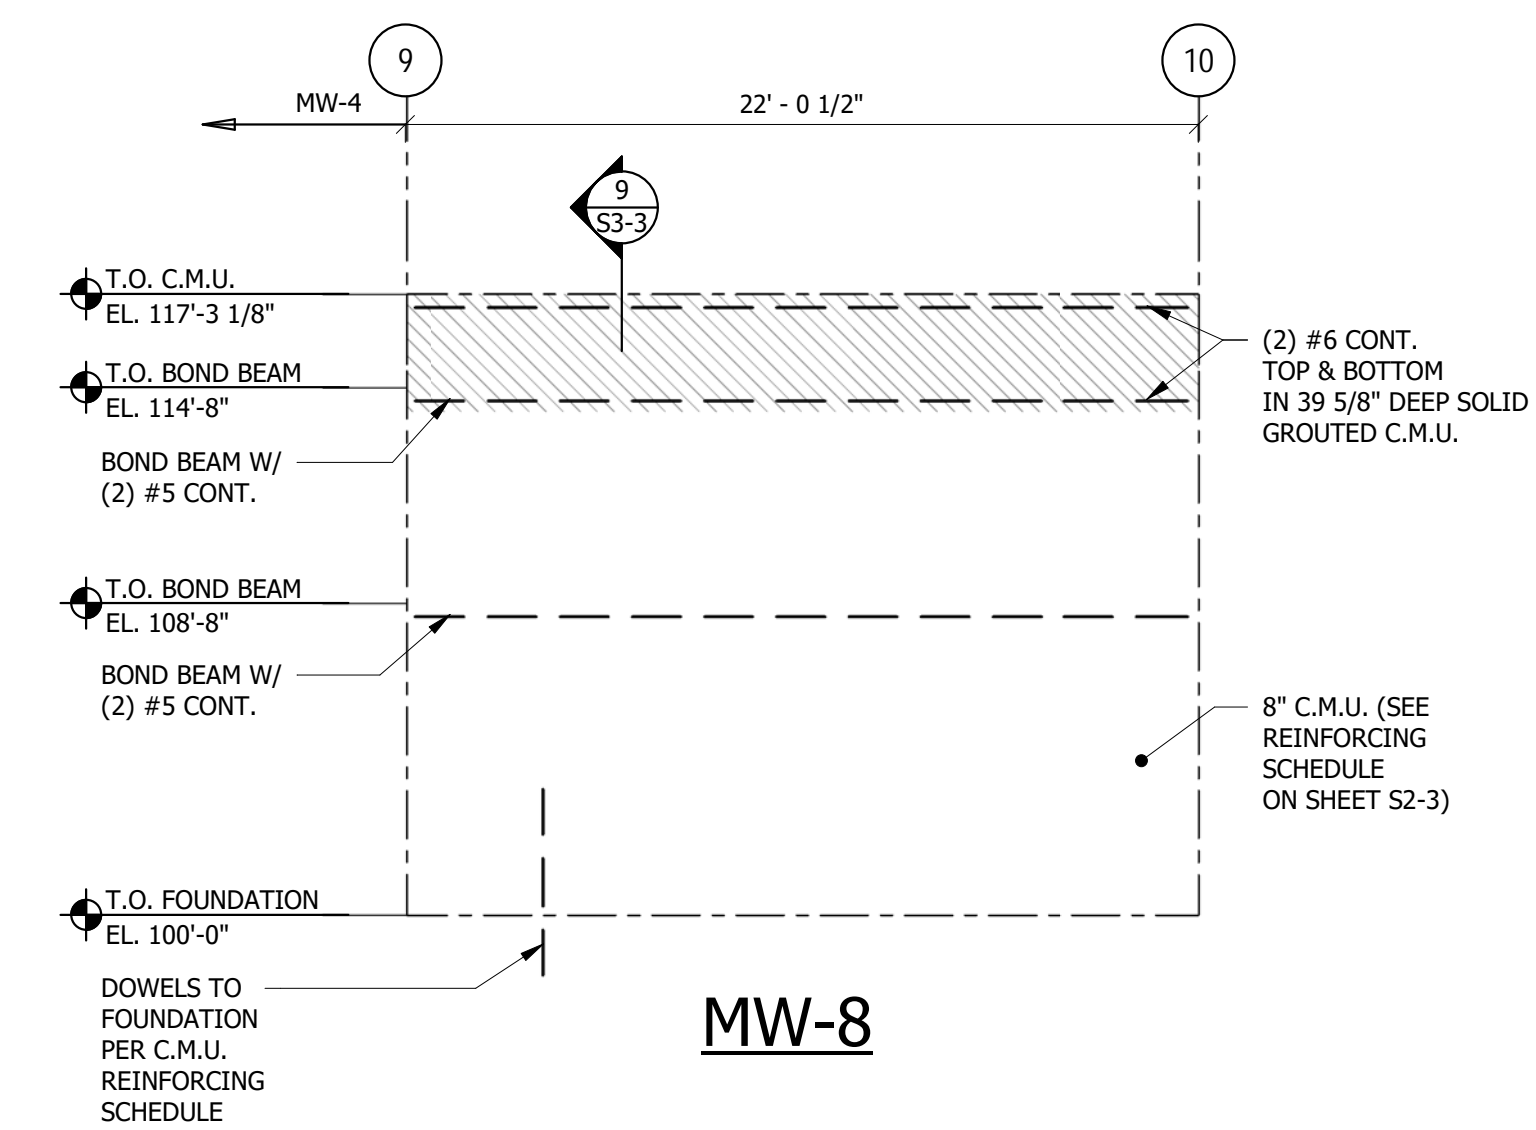 9
10
MW-4
22' - 0 1/2"
9
S3-3
T.O. C.M.U.
EL. 117'-3 1/8"
T.O. BOND BEAM
EL. 114'-8"
BOND BEAM W/
(2) #5 CONT.
(2) #6 CONT.
TOP & BOTTOM
IN 39 5/8" DEEP SOLID
GROUTED C.M.U.
T.O. BOND BEAM
EL. 108'-8"
BOND BEAM W/
(2) #5 CONT.
8" C.M.U. (SEE
REINFORCING
SCHEDULE
ON SHEET S2-3)
T.O. FOUNDATION
EL. 100'-0"
DOWELS TO
FOUNDATION
PER C.M.U.
REINFORCING
SCHEDULE
MW-8